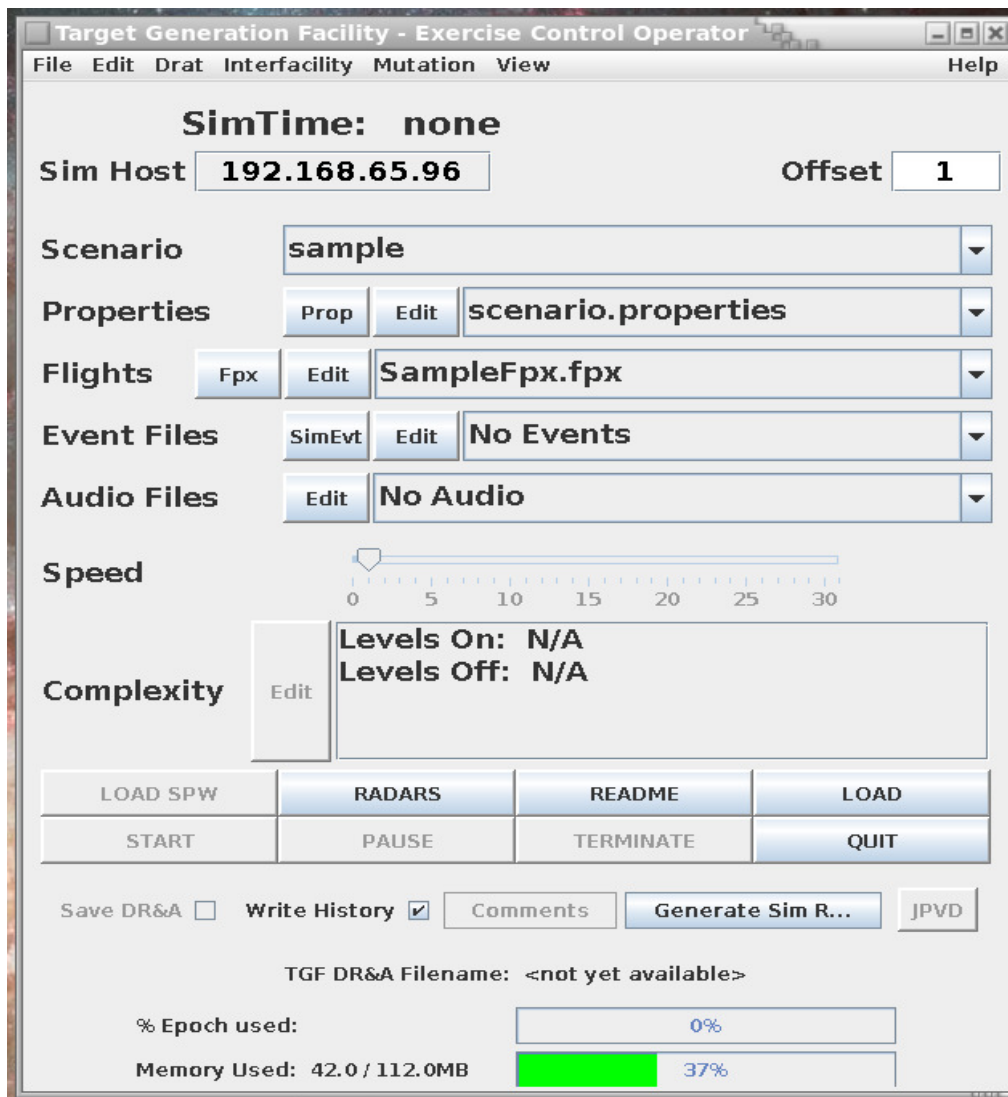 Target Generation Facility - Exercise Control Operator
File Edit Drat Interfacility Mutation View Help
SimTime: none
Sim Host 192.168.65.96 Offset 1
Scenario sample
Properties Prop Edit scenario.properties
Flights Fpx Edit SampleFpx.fpx
Event Files SimEvt Edit No Events
Audio Files Edit No Audio
Speed
0 5 10 15 20 25 30
Levels On: N/A
Levels Off: N/A
Complexity Edit
LOAD SPW RADARS README LOAD
START PAUSE TERMINATE QUIT
Save DR&A Write History Comments Generate Sim R... JPVD
TGF DR&A Filename: <not yet available>
% Epoch used: 0%
Memory Used: 42.0 / 112.0MB 37%